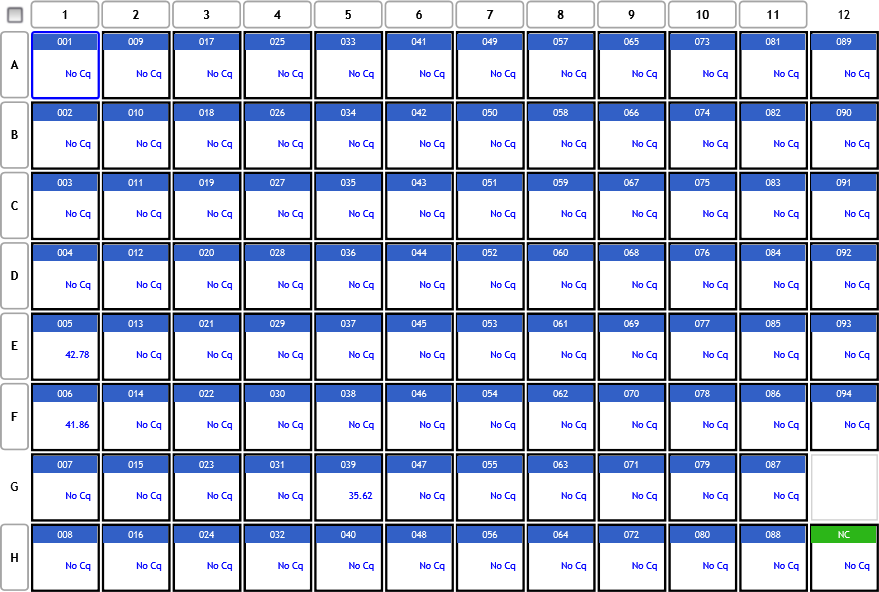 1 2 3 4 5 6 7 8 9 10 11 12
A 001 009 017 025 033 041 049 057 065 073 081 089
No Cq No Cq No Cq No Cq No Cq No Cq No Cq No Cq No Cq No Cq No Cq No Cq
B 002 010 018 026 034 042 050 058 066 074 082 090
No Cq No Cq No Cq No Cq No Cq No Cq No Cq No Cq No Cq No Cq No Cq No Cq
C 003 011 019 027 035 043 051 059 067 075 083 091
No Cq No Cq No Cq No Cq No Cq No Cq No Cq No Cq No Cq No Cq No Cq No Cq
D 004 012 020 028 036 044 052 060 068 076 084 092
No Cq No Cq No Cq No Cq No Cq No Cq No Cq No Cq No Cq No Cq No Cq No Cq
E 005 013 021 029 037 045 053 061 069 077 085 093
42.78 No Cq No Cq No Cq No Cq No Cq No Cq No Cq No Cq No Cq No Cq No Cq
F 006 014 022 030 038 046 054 062 070 078 086 094
41.86 No Cq No Cq No Cq No Cq No Cq No Cq No Cq No Cq No Cq No Cq No Cq
G 007 015 023 031 039 047 055 063 071 079 087
No Cq No Cq No Cq No Cq 35.62 No Cq No Cq No Cq No Cq No Cq No Cq
H 008 016 024 032 040 048 056 064 072 080 088 NC
No Cq No Cq No Cq No Cq No Cq No Cq No Cq No Cq No Cq No Cq No Cq No Cq